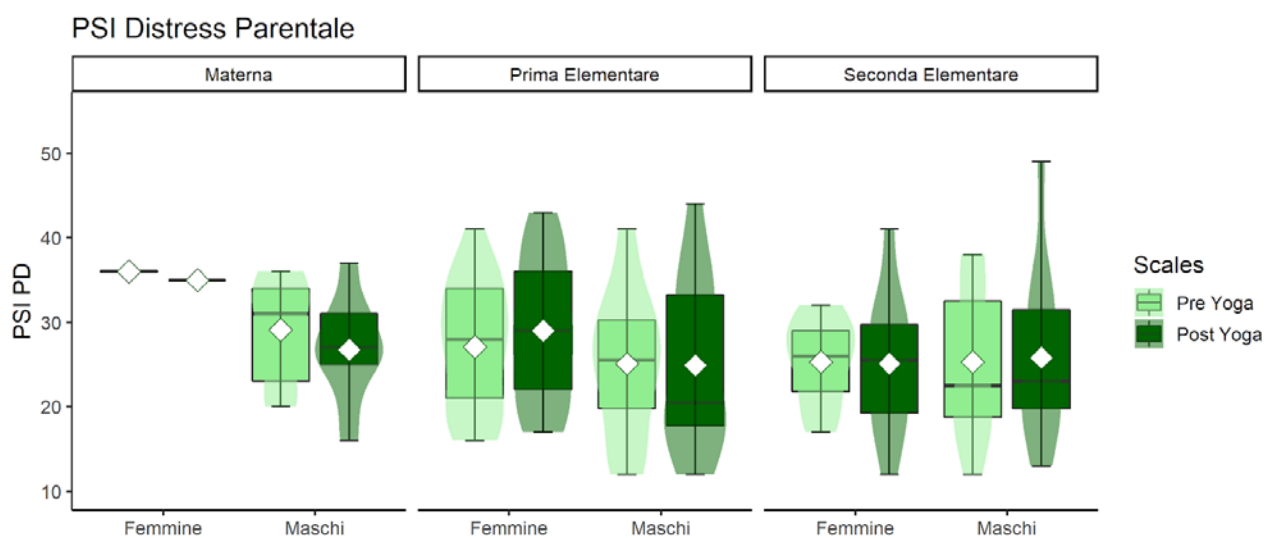 PSI Distress Parentale
Materna
Prima Elementare
Seconda Elementare
PSI PD
50
40
30
20
10
Femmine
Maschi
Femmine
Maschi
Femmine
Maschi
Scales
Pre Yoga
Post Yoga